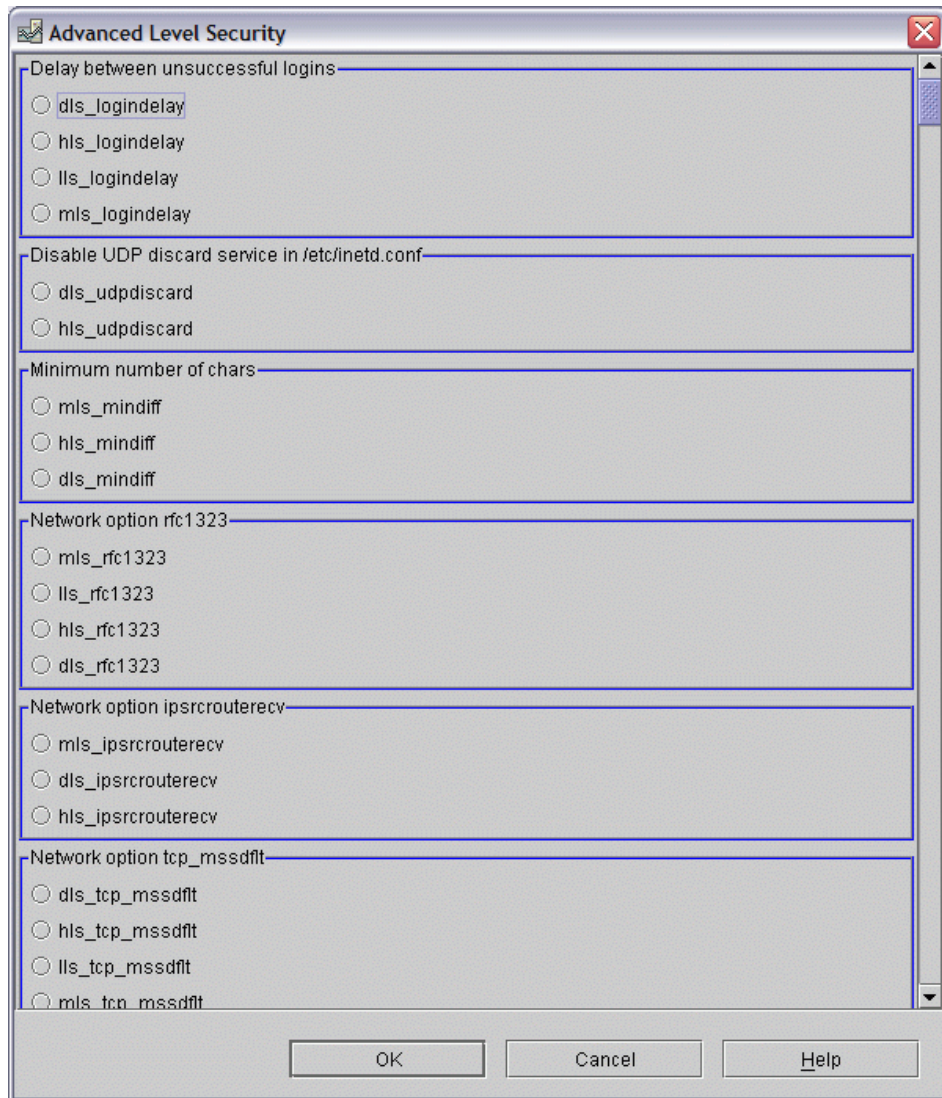 Advanced Level Security
Delay between unsuccessful logins
dls_logindelay
hls_logindelay
lls_logindelay
mls_logindelay
Disable UDP discard service in /etc/inetd.conf
dls_udpdiscard
hls_udpdiscard
Minimum number of chars
mls_mindiff
hls_mindiff
dls_mindiff
Network option rfc1323
mls_rfc1323
lls_rfc1323
hls_rfc1323
dls_rfc1323
Network option ipsrcrouterecv
mls_ipsrcrouterecv
dls_ipsrcrouterecv
hls_ipsrcrouterecv
Network option tcp_mssdflt
dls_tcp_mssdflt
hls_tcp_mssdflt
lls_tcp_mssdflt
mls_tcp_mssdflt
OK Cancel Help